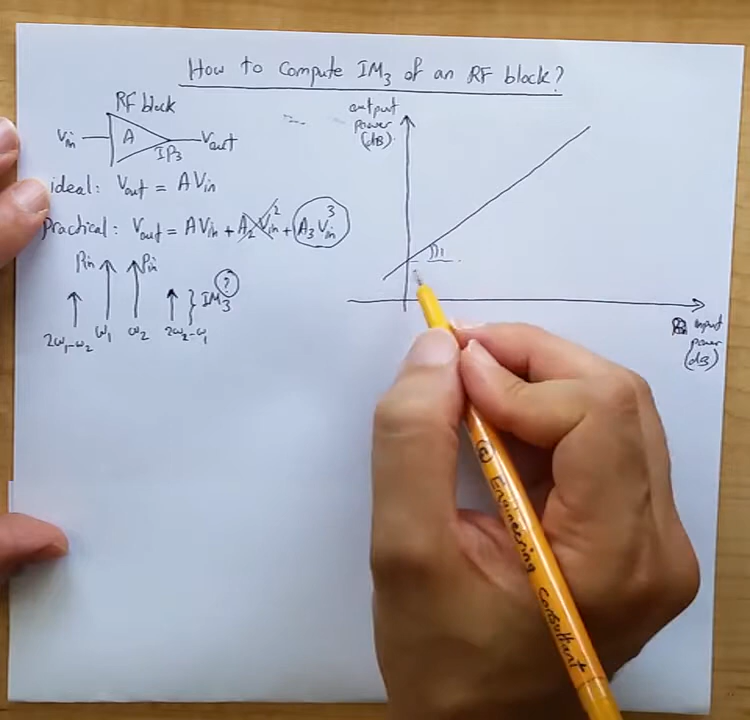 How to Compute IM₃ of an RF block?
RF block
Vin A Vout
IP₃
ideal: Vout = A Vin
Practical: Vout = A Vin + A₂ Vin² + A₃ Vin³
Pin Pin
} IM₃ ?
2ω₁-ω₂ ω₁ ω₂ 2ω₂-ω₁
output
power
(dB)
input
power
(dB)
Engineering Consultant